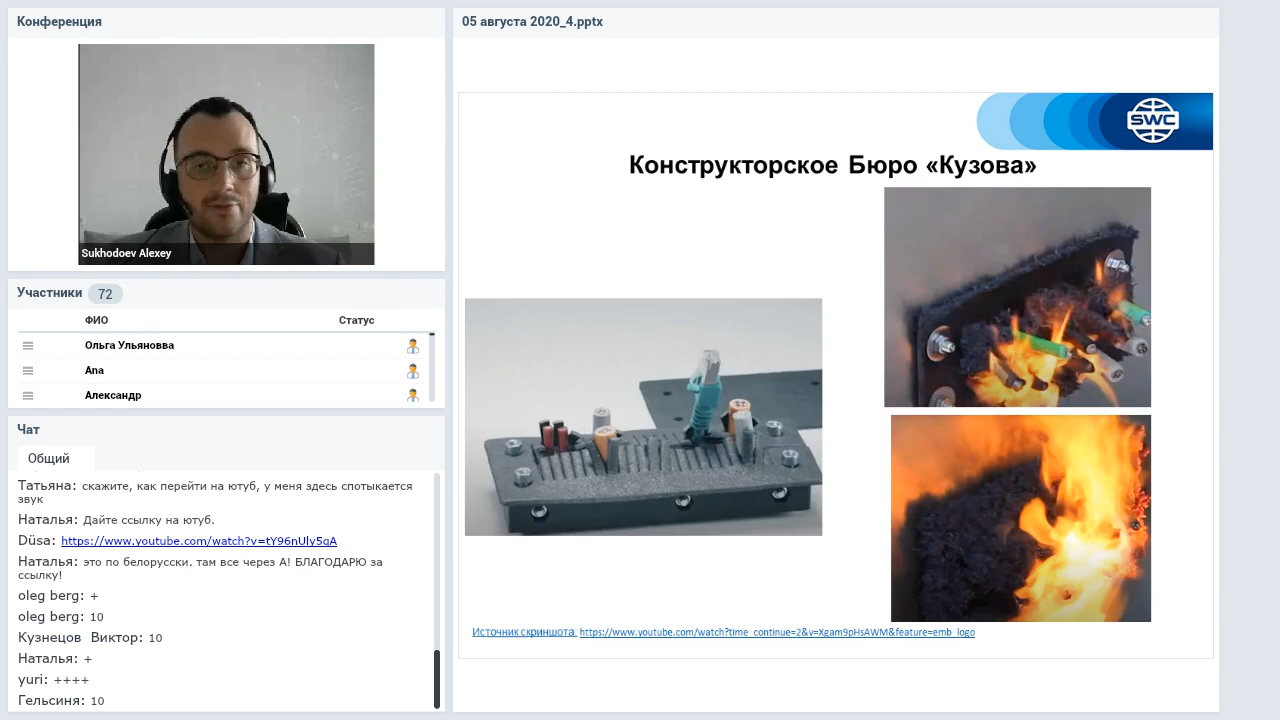 Конференция
Sukhodoev Alexey
Участники 72
ФИО Статус
Ольга Ульяновва
Ana
Александр
Чат
Общий
Татьяна: скажите, как перейти на ютуб, у меня здесь спотыкается
звук
Наталья: Дайте ссылку на ютуб.
Düsa: https://www.youtube.com/watch?v=tY96nUly5qA
Наталья: это по белорусски. там все через А! БЛАГОДАРЮ за
ссылку!
oleg berg: +
oleg berg: 10
Кузнецов Виктор: 10
Наталья: +
yuri: ++++
Гельсиня: 10
05 августа 2020_4.pptx
SWC
Конструкторское Бюро «Кузова»
Источник скриншота: https://www.youtube.com/watch?time_continue=2&v=Xgam9pHsAWM&feature=emb_logo